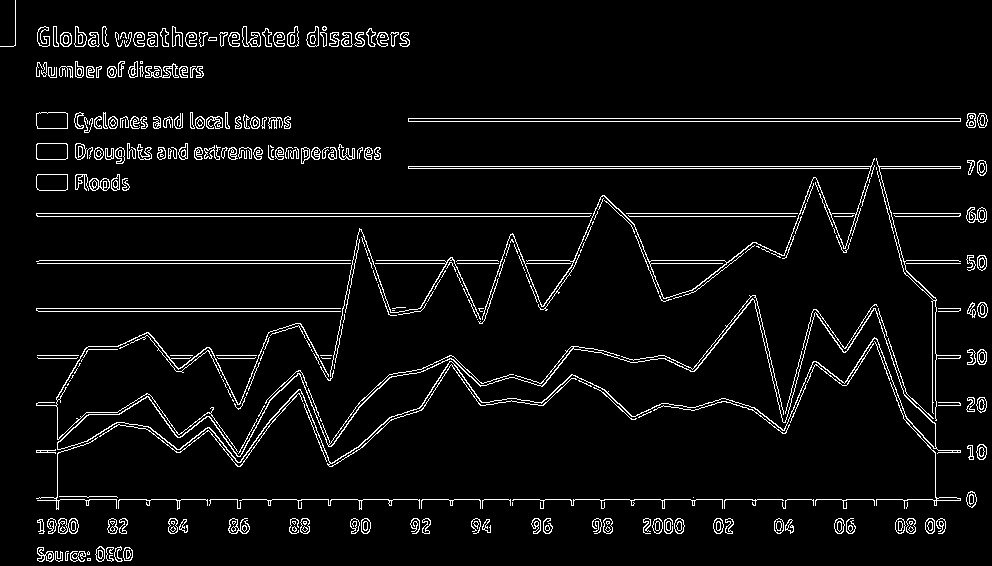 Global weather-related disasters
Number of disasters
Cyclones and local storms
Droughts and extreme temperatures
Floods
80
70
60
50
40
30
20
10
0
1980 82 84 86 88 90 92 94 96 98 2000 02 04 06 08 09
Source: OECD